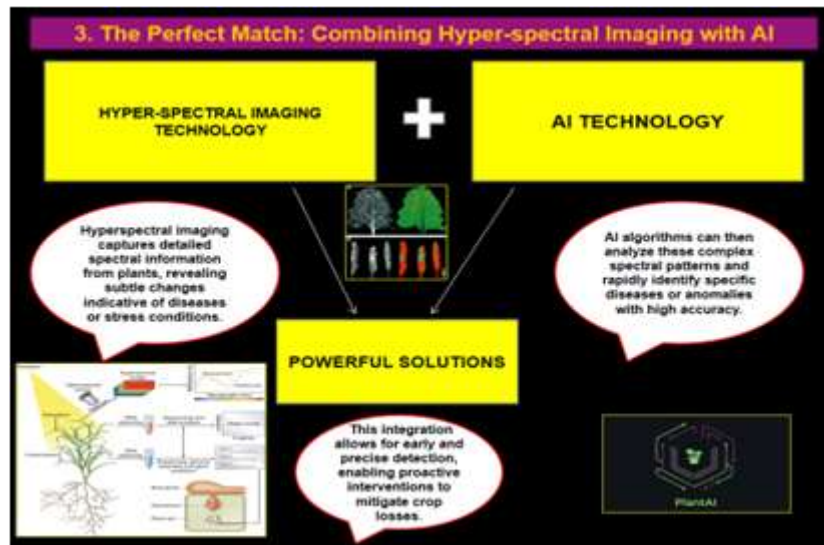 3. The Perfect Match: Combining Hyper-spectral Imaging with AI
HYPER-SPECTRAL IMAGING
TECHNOLOGY
AI TECHNOLOGY
Hyperspectral imaging
captures detailed
spectral information
from plants, revealing
subtle changes
indicative of diseases
or stress conditions.
AI algorithms can then
analyze these complex
spectral patterns and
rapidly identify specific
diseases or anomalies
with high accuracy.
POWERFUL SOLUTIONS
This integration
allows for early and
precise detection,
enabling proactive
interventions to
mitigate crop
losses.
PlantAI